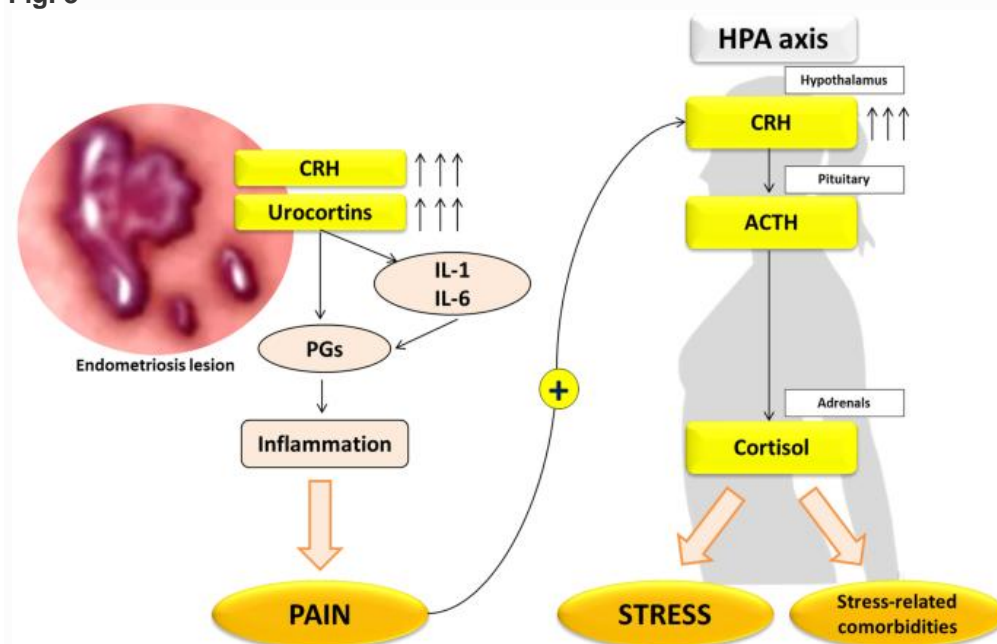 HPA axis
Hypothalamus
CRH
Pituitary
ACTH
Adrenals
Cortisol
STRESS
Stress-related
comorbidities
CRH
Urocortins
IL-1
IL-6
PGs
Endometriosis lesion
Inflammation
PAIN
+